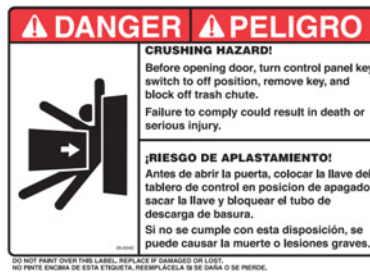 DANGER PELIGRO
CRUSHING HAZARD!
Before opening door, turn control panel key
switch to off position, remove key, and
block off trash chute.
Failure to comply could result in death or
serious injury.
¡RIESGO DE APLASTAMIENTO!
Antes de abrir la puerta, colocar la llave del
tablero de control en posicion de apagado
sacar la llave y bloquear el tubo de
descarga de basura.
Si no se cumple con esta disposición, se
puede causar la muerte o lesiones graves.
DO NOT PAINT OVER THIS LABEL. REPLACE IF DAMAGED OR LOST.
NO PINTE ENCIMA DE ESTA ETIQUETA, REEMPLÁCELA SI SE DAÑA O SE PIERDE.